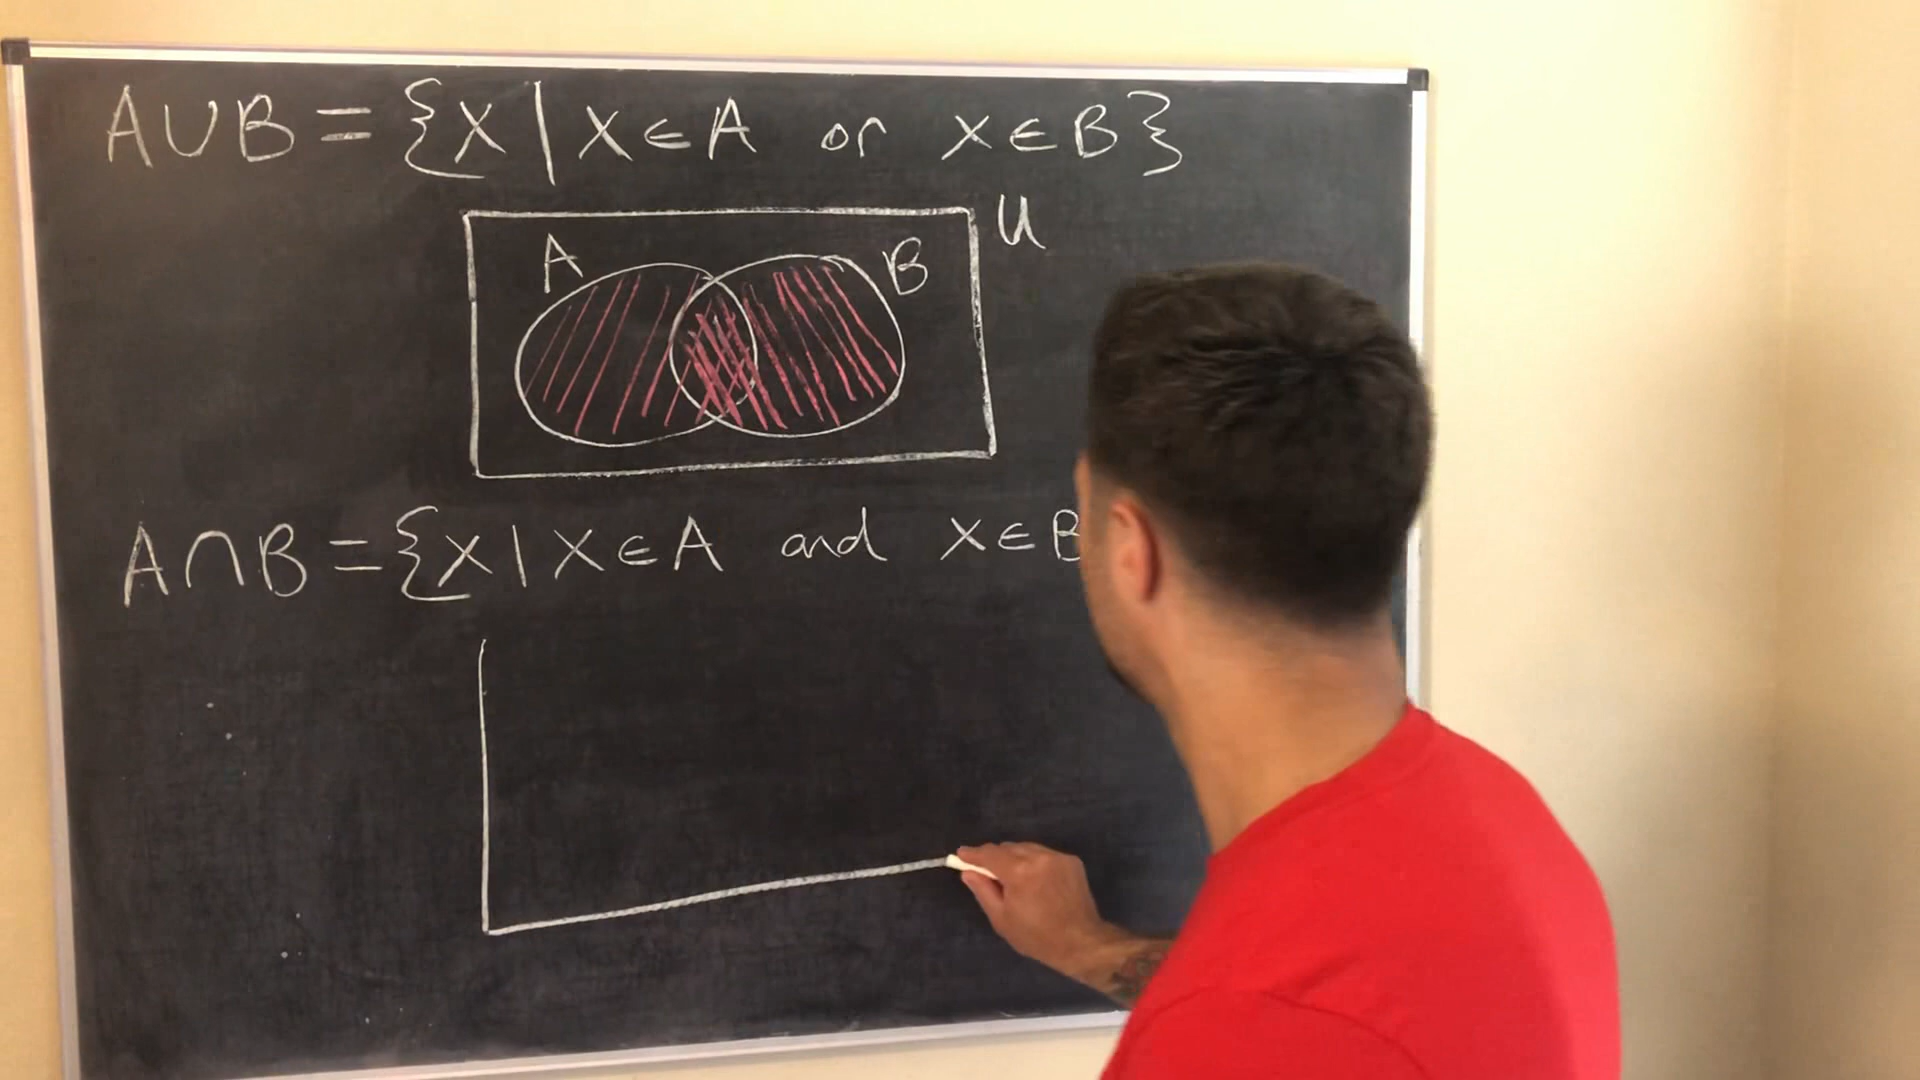 A∪B = {x | x∈A or x∈B}
U
A B
A∩B = {x | x∈A and x∈B